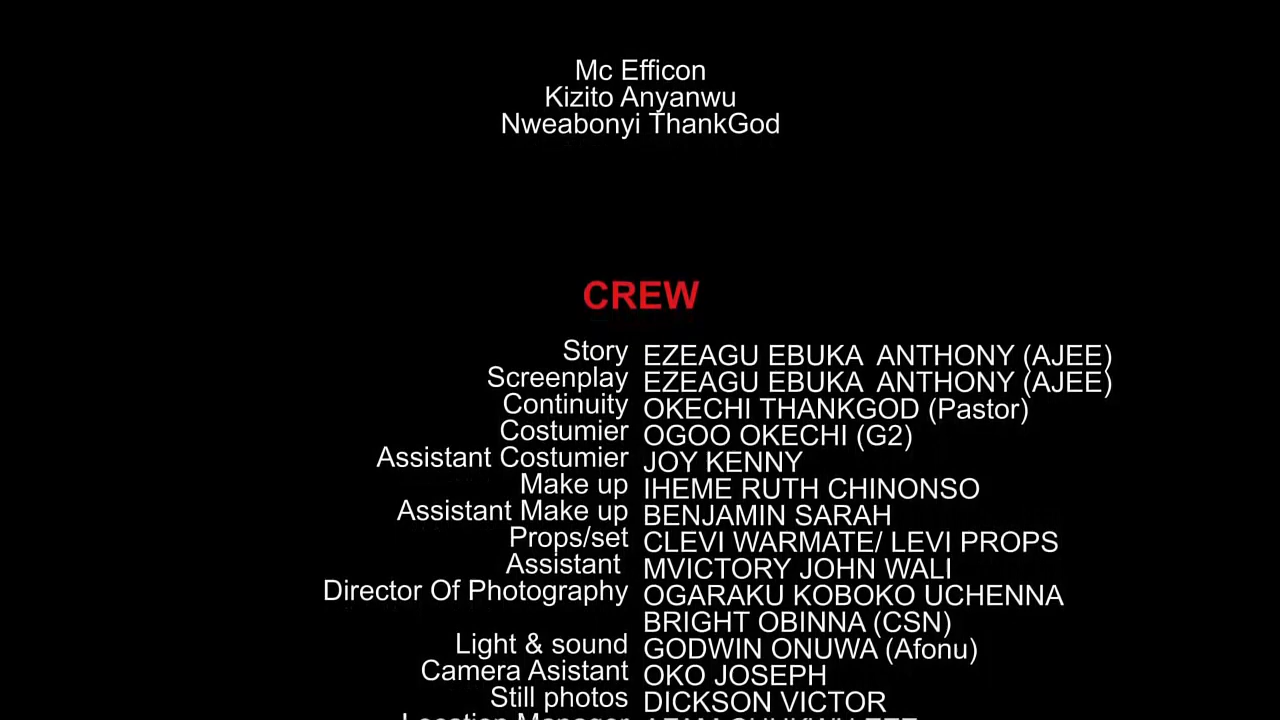 Mc Efficon
Kizito Anyanwu
Nweabonyi ThankGod
CREW
Story EZEAGU EBUKA ANTHONY (AJEE)
Screenplay EZEAGU EBUKA ANTHONY (AJEE)
Continuity OKECHI THANKGOD (Pastor)
Costumier OGOO OKECHI (G2)
Assistant Costumier JOY KENNY
Make up IHEME RUTH CHINONSO
Assistant Make up BENJAMIN SARAH
Props/set CLEVI WARMATE/ LEVI PROPS
Assistant MVICTORY JOHN WALI
Director Of Photography OGARAKU KOBOKO UCHENNA
BRIGHT OBINNA (CSN)
Light & sound GODWIN ONUWA (Afonu)
Camera Asistant OKO JOSEPH
Still photos DICKSON VICTOR
Location Manager